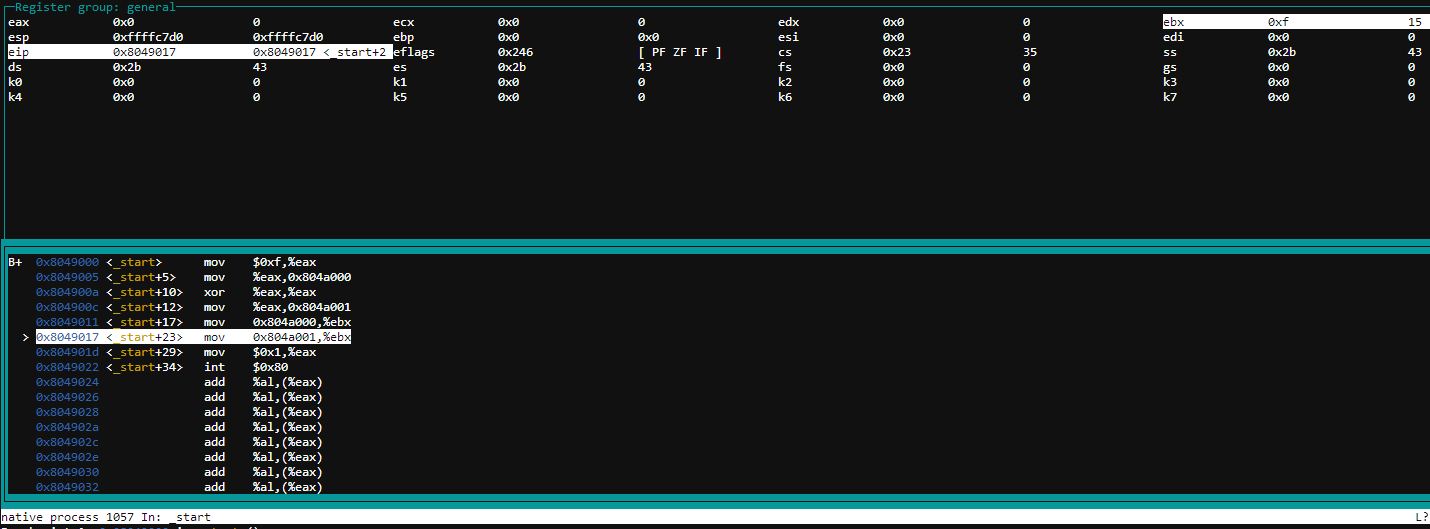 Register group: general
eax 0x0 0 ecx 0x0 0 edx 0x0 0 ebx 0xf 15
esp 0xffffc7d0 0xffffc7d0 ebp 0x0 0x0 esi 0x0 0 edi 0x0 0
eip 0x8049017 0x8049017 <_start+2 eflags 0x246 [ PF ZF IF ] cs 0x23 35 ss 0x2b 43
ds 0x2b 43 es 0x2b 43 fs 0x0 0 gs 0x0 0
k0 0x0 0 k1 0x0 0 k2 0x0 0 k3 0x0 0
k4 0x0 0 k5 0x0 0 k6 0x0 0 k7 0x0 0
B+ 0x8049000 <_start> mov $0xf,%eax
0x8049005 <_start+5> mov %eax,0x804a000
0x804900a <_start+10> xor %eax,%eax
0x804900c <_start+12> mov %eax,0x804a001
0x8049011 <_start+17> mov 0x804a000,%ebx
> 0x8049017 <_start+23> mov 0x804a001,%ebx
0x804901d <_start+29> mov $0x1,%eax
0x8049022 <_start+34> int $0x80
0x8049024 add %al,(%eax)
0x8049026 add %al,(%eax)
0x8049028 add %al,(%eax)
0x804902a add %al,(%eax)
0x804902c add %al,(%eax)
0x804902e add %al,(%eax)
0x8049030 add %al,(%eax)
0x8049032 add %al,(%eax)
native process 1057 In: _start L?